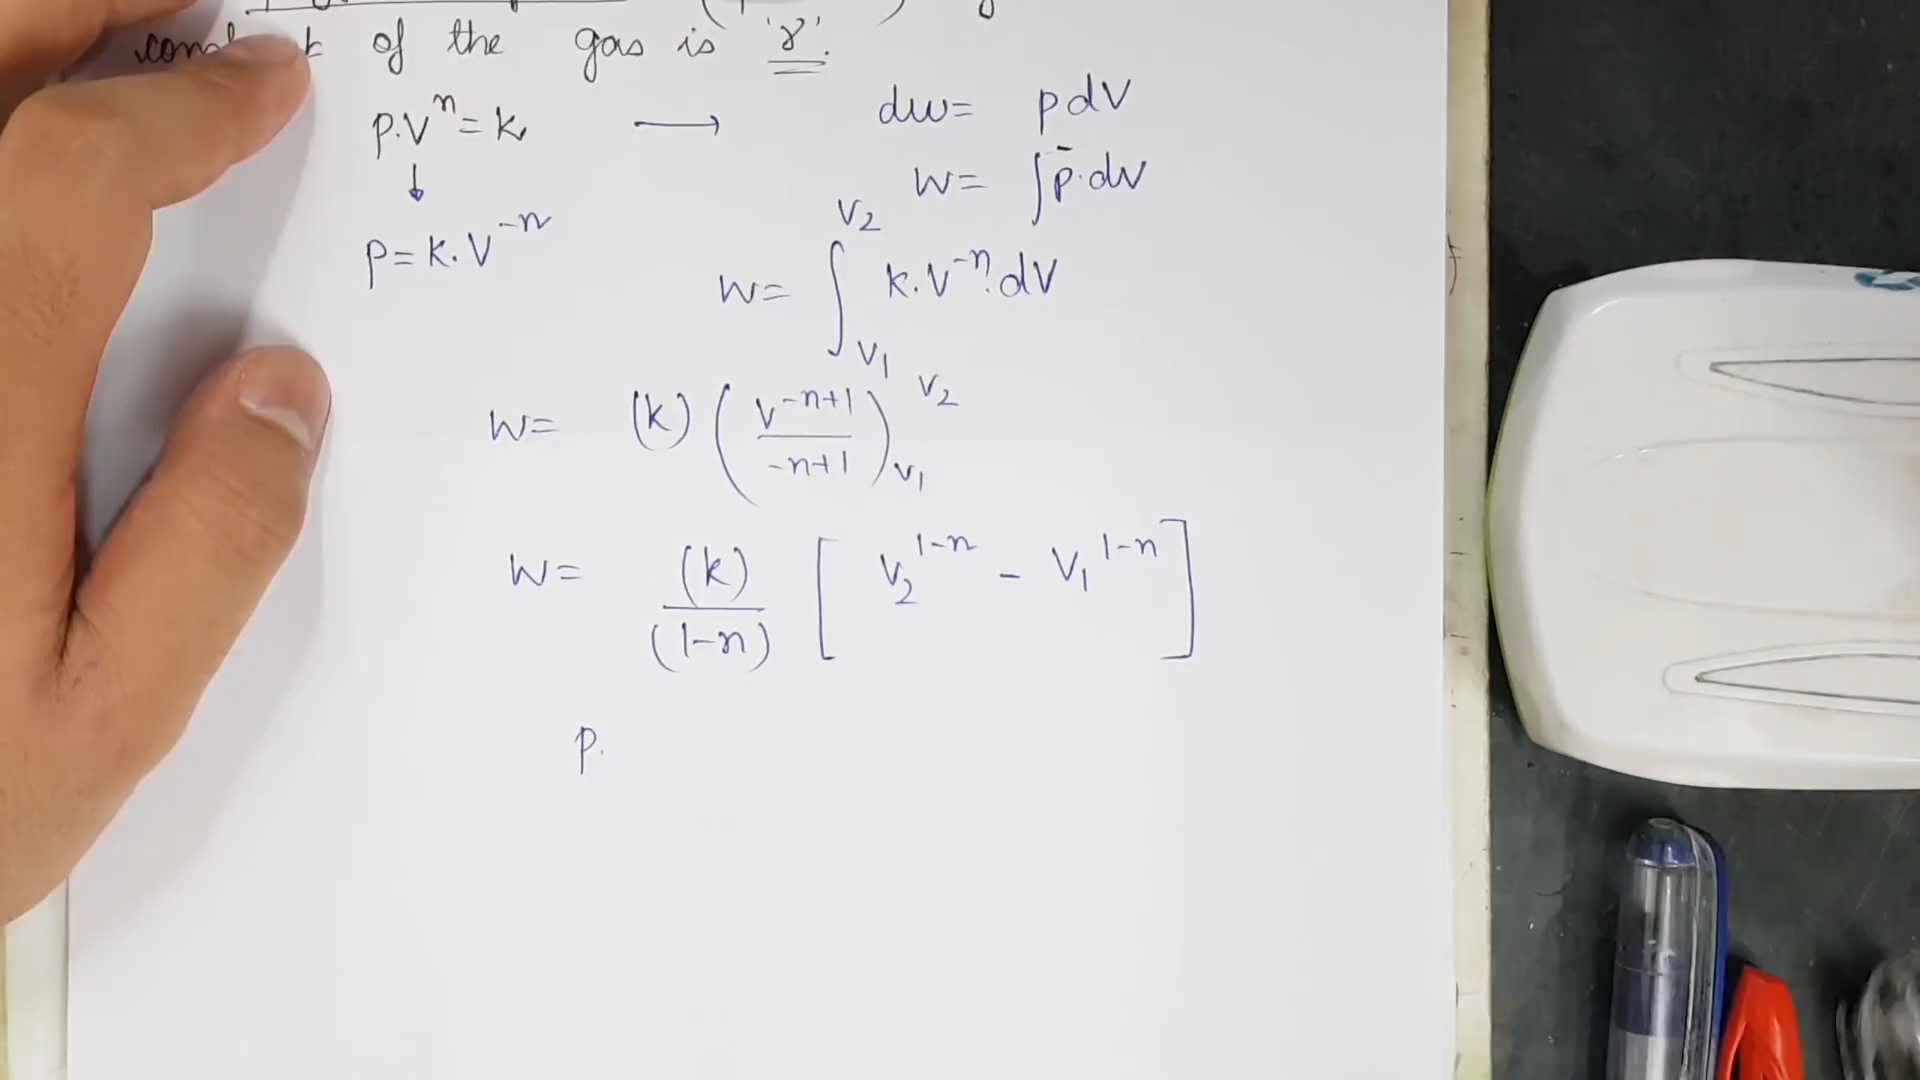 of the gas is 'γ'.
p.Vⁿ = k → dw = pdV
↓ w = ∫p.dv
p = k.V⁻ⁿ
w = ∫_{V1}^{V2} k.V⁻ⁿ.dV
w = (k) (V^{-n+1} / -n+1)_{V1}^{V2}
w = (k)/(1-n) [V2^{1-n} - V1^{1-n}]
p.